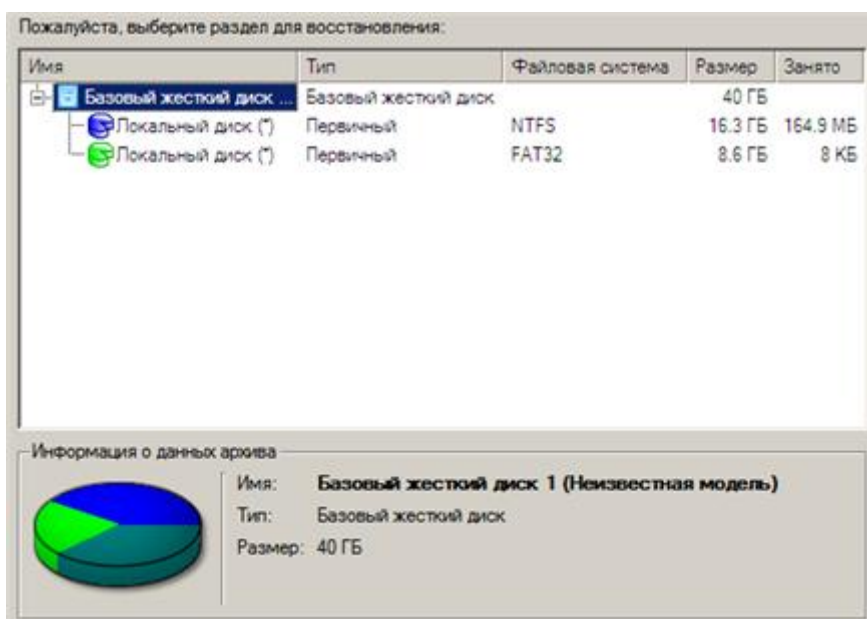 Пожалуйста, выберите раздел для восстановления:
Имя Тип Файловая система Размер Занято
Базовый жесткий диск ... Базовый жесткий диск 40 ГБ
Локальный диск (*) Первичный NTFS 16.3 ГБ 164.9 МБ
Локальный диск (*) Первичный FAT32 8.6 ГБ 8 КБ
Информация о данных архива
Имя: Базовый жесткий диск 1 (Неизвестная модель)
Тип: Базовый жесткий диск
Размер: 40 ГБ